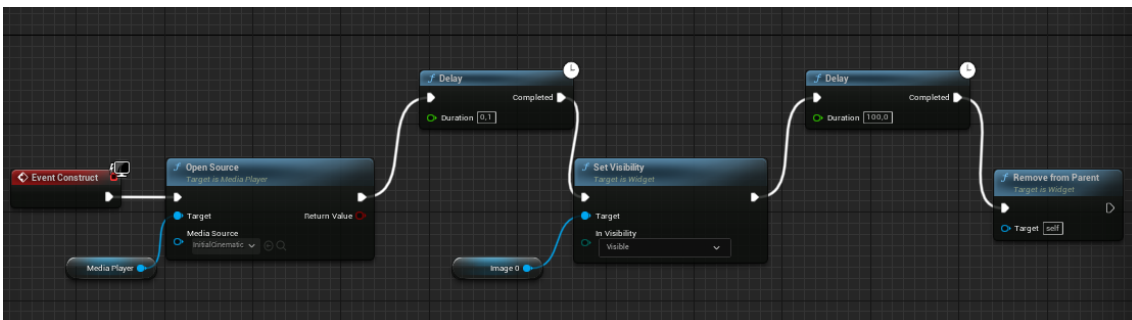 Event Construct
Open Source
Target is Media Player
Target
Return Value
Media Source
InitialCinematic
Media Player
Delay
Completed
Duration 0,1
Set Visibility
Target is Widget
Target
In Visibility
Visible
Image 0
Delay
Completed
Duration 100,0
Remove from Parent
Target is Widget
Target self